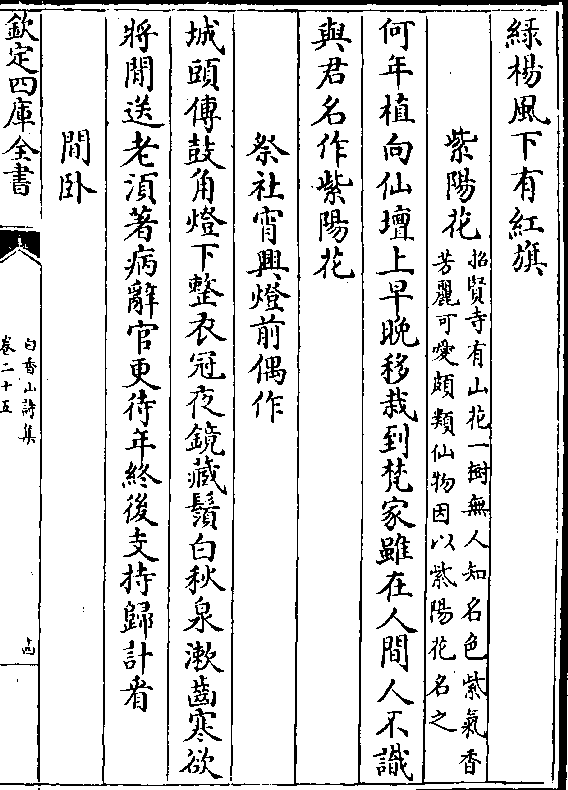 緑楊風下有紅旗
紫陽花
招賢寺有山花一樹無人知名色紫氣香
芳麗可愛頗類仙物因以紫陽花名之
何年植向仙壇上早晚移栽到梵家雖在人間人不識
與君名作紫陽花
祭社宵興燈前偶作
城頭傳鼓角燈下整衣冠夜鏡藏鬚白秋泉漱齒寒欲
將閒送老湏著病辭官更待年終後支持歸計看
閒卧
欽定四庫全書
白香山詩集
卷二十五